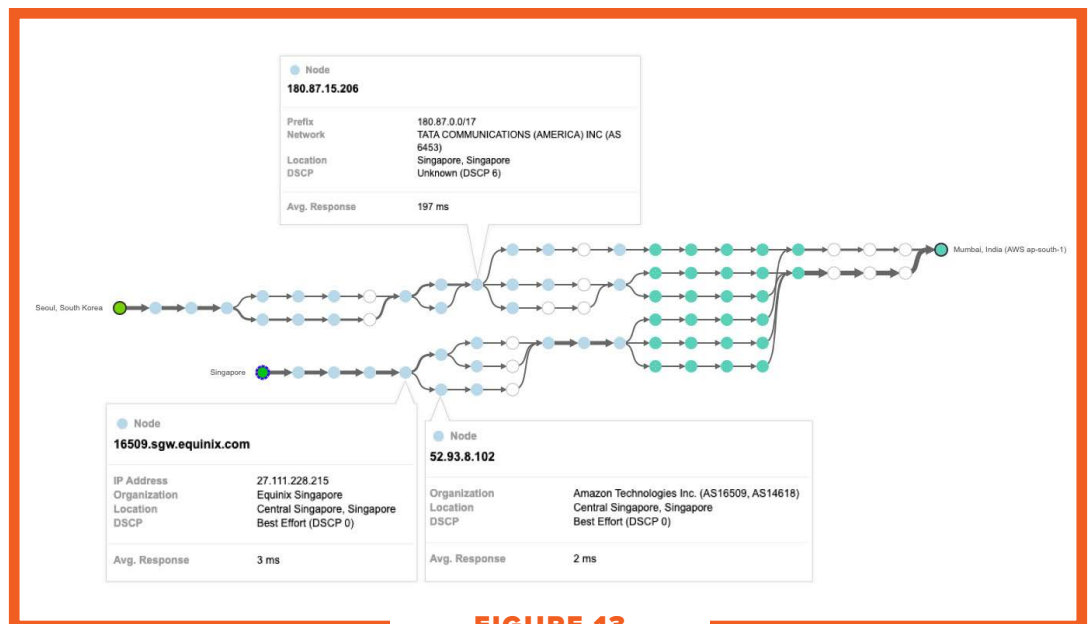 Node
180.87.15.206
Prefix 180.87.0.0/17
Network TATA COMMUNICATIONS (AMERICA) INC (AS
6453)
Location Singapore, Singapore
DSCP Unknown (DSCP 6)
Avg. Response 197 ms
Mumbai, India (AWS ap-south-1)
Seoul, South Korea
Singapore
Node
16509.sgw.equinix.com
IP Address 27.111.228.215
Organization Equinix Singapore
Location Central Singapore, Singapore
DSCP Best Effort (DSCP 0)
Avg. Response 3 ms
Node
52.93.8.102
Organization Amazon Technologies Inc. (AS16509, AS14618)
Location Central Singapore, Singapore
DSCP Best Effort (DSCP 0)
Avg. Response 2 ms
FIGURE 13